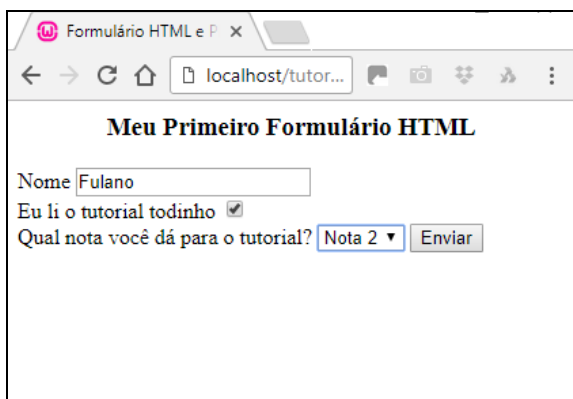 Formulário HTML e P
localhost/tutor...
Meu Primeiro Formulário HTML
Nome Fulano
Eu li o tutorial todinho
Qual nota você dá para o tutorial? Nota 2 Enviar